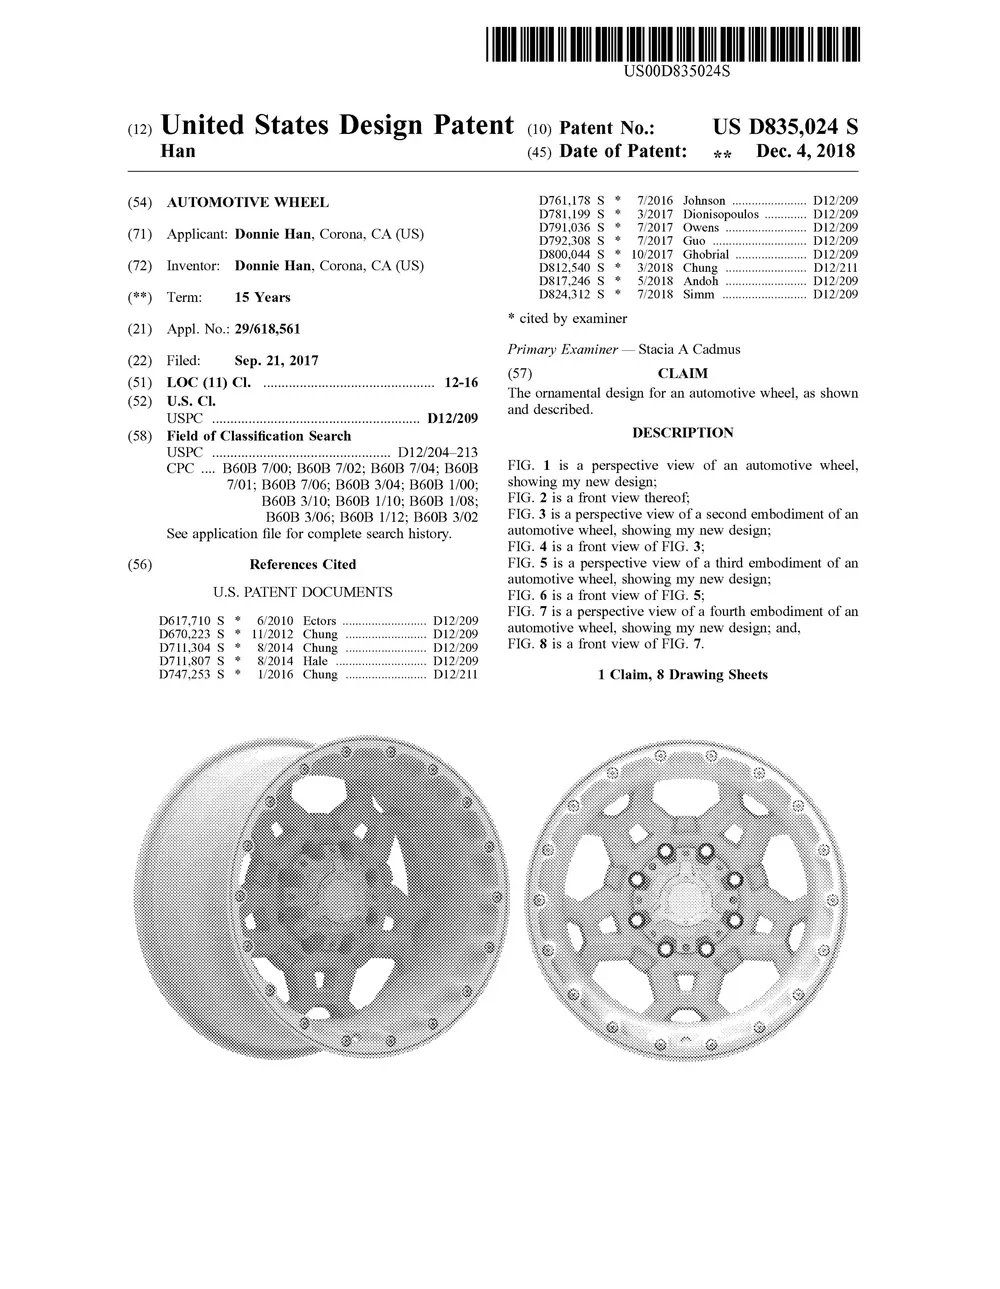 US00D835024S
(12) United States Design Patent
Han
(10) Patent No.: US D835,024 S
(45) Date of Patent: ** Dec. 4, 2018
(54) AUTOMOTIVE WHEEL
(71) Applicant: Donnie Han, Corona, CA (US)
(72) Inventor: Donnie Han, Corona, CA (US)
(**) Term: 15 Years
(21) Appl. No.: 29/618,561
(22) Filed: Sep. 21, 2017
(51) LOC (11) Cl. ............................................... 12-16
(52) U.S. Cl.
USPC ......................................................... D12/209
(58) Field of Classification Search
USPC ................................................. D12/204–213
CPC .... B60B 7/00; B60B 7/02; B60B 7/04; B60B
7/01; B60B 7/06; B60B 3/04; B60B 1/00;
B60B 3/10; B60B 1/10; B60B 1/08;
B60B 3/06; B60B 1/12; B60B 3/02
See application file for complete search history.
(56) References Cited
U.S. PATENT DOCUMENTS
D617,710 S * 6/2010 Ectors .......................... D12/209
D670,223 S * 11/2012 Chung ......................... D12/209
D711,304 S * 8/2014 Chung ......................... D12/209
D711,807 S * 8/2014 Hale ............................ D12/209
D747,253 S * 1/2016 Chung ......................... D12/211
D761,178 S * 7/2016 Johnson ....................... D12/209
D781,199 S * 3/2017 Dionisopoulos ............. D12/209
D791,036 S * 7/2017 Owens ......................... D12/209
D792,308 S * 7/2017 Guo ............................. D12/209
D800,044 S * 10/2017 Ghobrial ...................... D12/209
D812,540 S * 3/2018 Chung ......................... D12/211
D817,246 S * 5/2018 Andoh ......................... D12/209
D824,312 S * 7/2018 Simm .......................... D12/209
* cited by examiner
Primary Examiner — Stacia A Cadmus
(57) CLAIM
The ornamental design for an automotive wheel, as shown
and described.
DESCRIPTION
FIG. 1 is a perspective view of an automotive wheel,
showing my new design;
FIG. 2 is a front view thereof;
FIG. 3 is a perspective view of a second embodiment of an
automotive wheel, showing my new design;
FIG. 4 is a front view of FIG. 3;
FIG. 5 is a perspective view of a third embodiment of an
automotive wheel, showing my new design;
FIG. 6 is a front view of FIG. 5;
FIG. 7 is a perspective view of a fourth embodiment of an
automotive wheel, showing my new design; and,
FIG. 8 is a front view of FIG. 7.
1 Claim, 8 Drawing Sheets